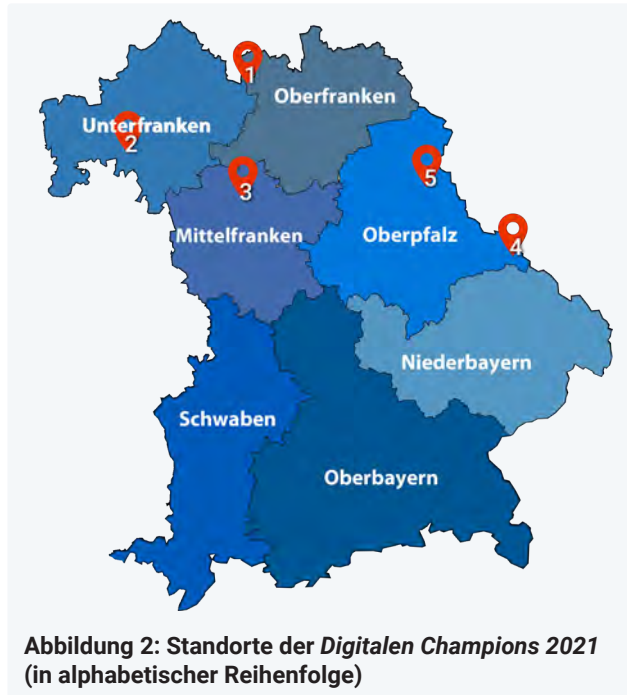 1
Oberfranken
Unterfranken
2
3
5
Mittelfranken
Oberpfalz
4
Niederbayern
Schwaben
Oberbayern
Abbildung 2: Standorte der Digitalen Champions 2021
(in alphabetischer Reihenfolge)